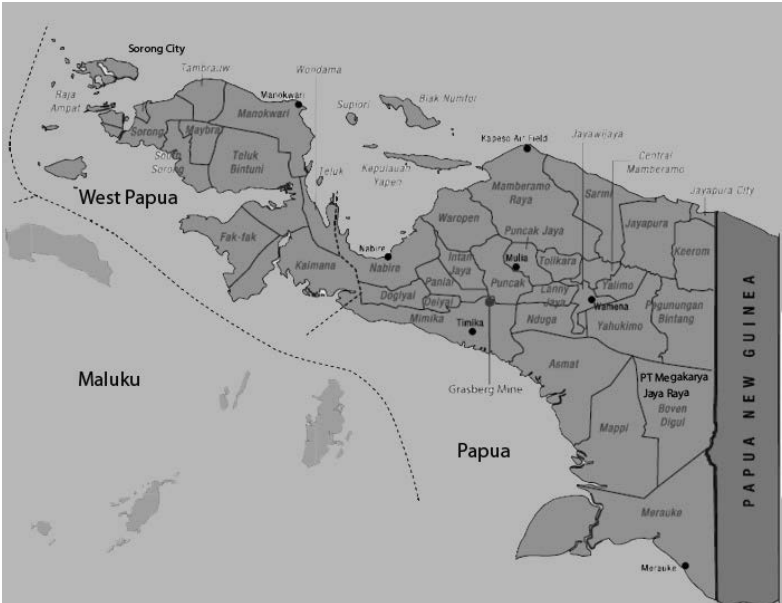 Sorong City
Tambrauw
Wondama
Raja
Ampat
Manokwari
Manokwari
Supiori
Biak Numfor
Sorong
Maybrat
South
Sorong
Teluk
Bintuni
Teluk
Kepulauan
Yapen
Kapeso Air Field
Jayawijaya
Central
Mamberamo
Jayapura City
West Papua
Mamberamo
Raya
Sarmi
Waropen
Puncak Jaya
Jayapura
Keerom
Fak-fak
Kaimana
Nabire
Nabire
Intan
Jaya
Mulia
Tolikara
Paniai
Puncak
Lanny
Jaya
Yalimo
Wamena
Pegunungan
Bintang
Dogiyai
Deiyai
Mimika
Timika
Nduga
Yahukimo
Grasberg Mine
Asmat
PT Megakarya
Jaya Raya
Boven
Digul
Maluku
Papua
Mappi
Merauke
Merauke
PAPUA NEW GUINEA